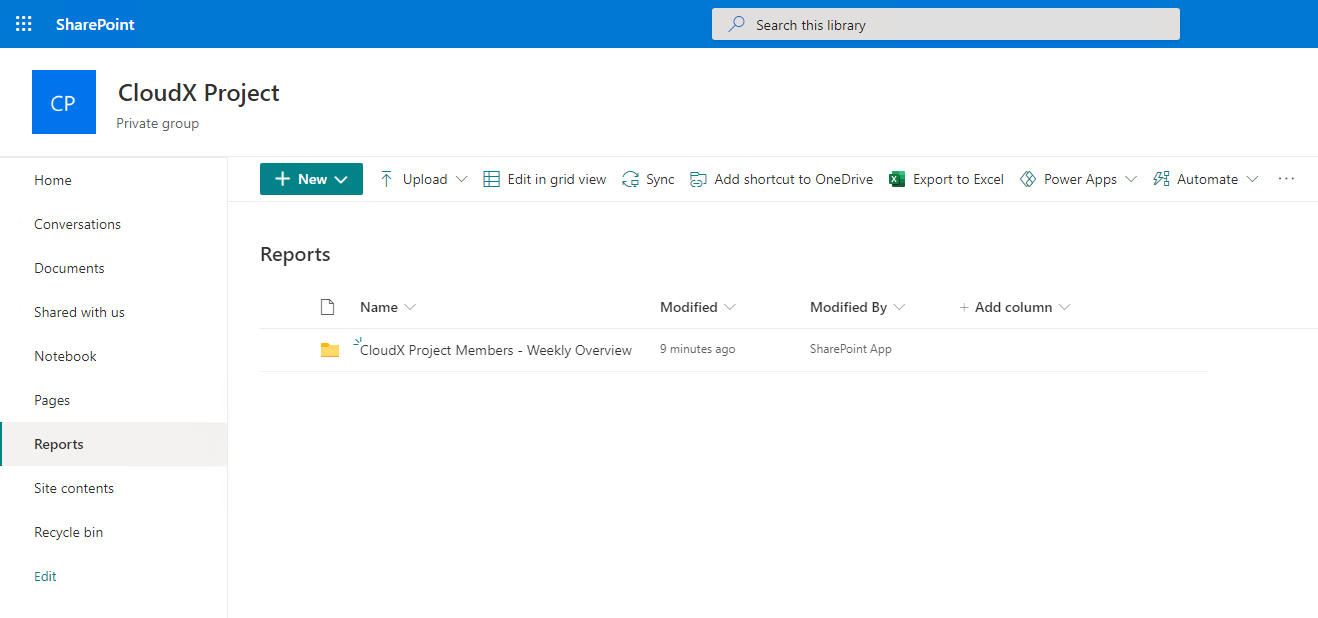 SharePoint
Search this library
CP
CloudX Project
Private group
Home
Conversations
Documents
Shared with us
Notebook
Pages
Reports
Site contents
Recycle bin
Edit
New
Upload
Edit in grid view
Sync
Add shortcut to OneDrive
Export to Excel
Power Apps
Automate
Reports
Name
Modified
Modified By
+ Add column
CloudX Project Members - Weekly Overview
9 minutes ago
SharePoint App